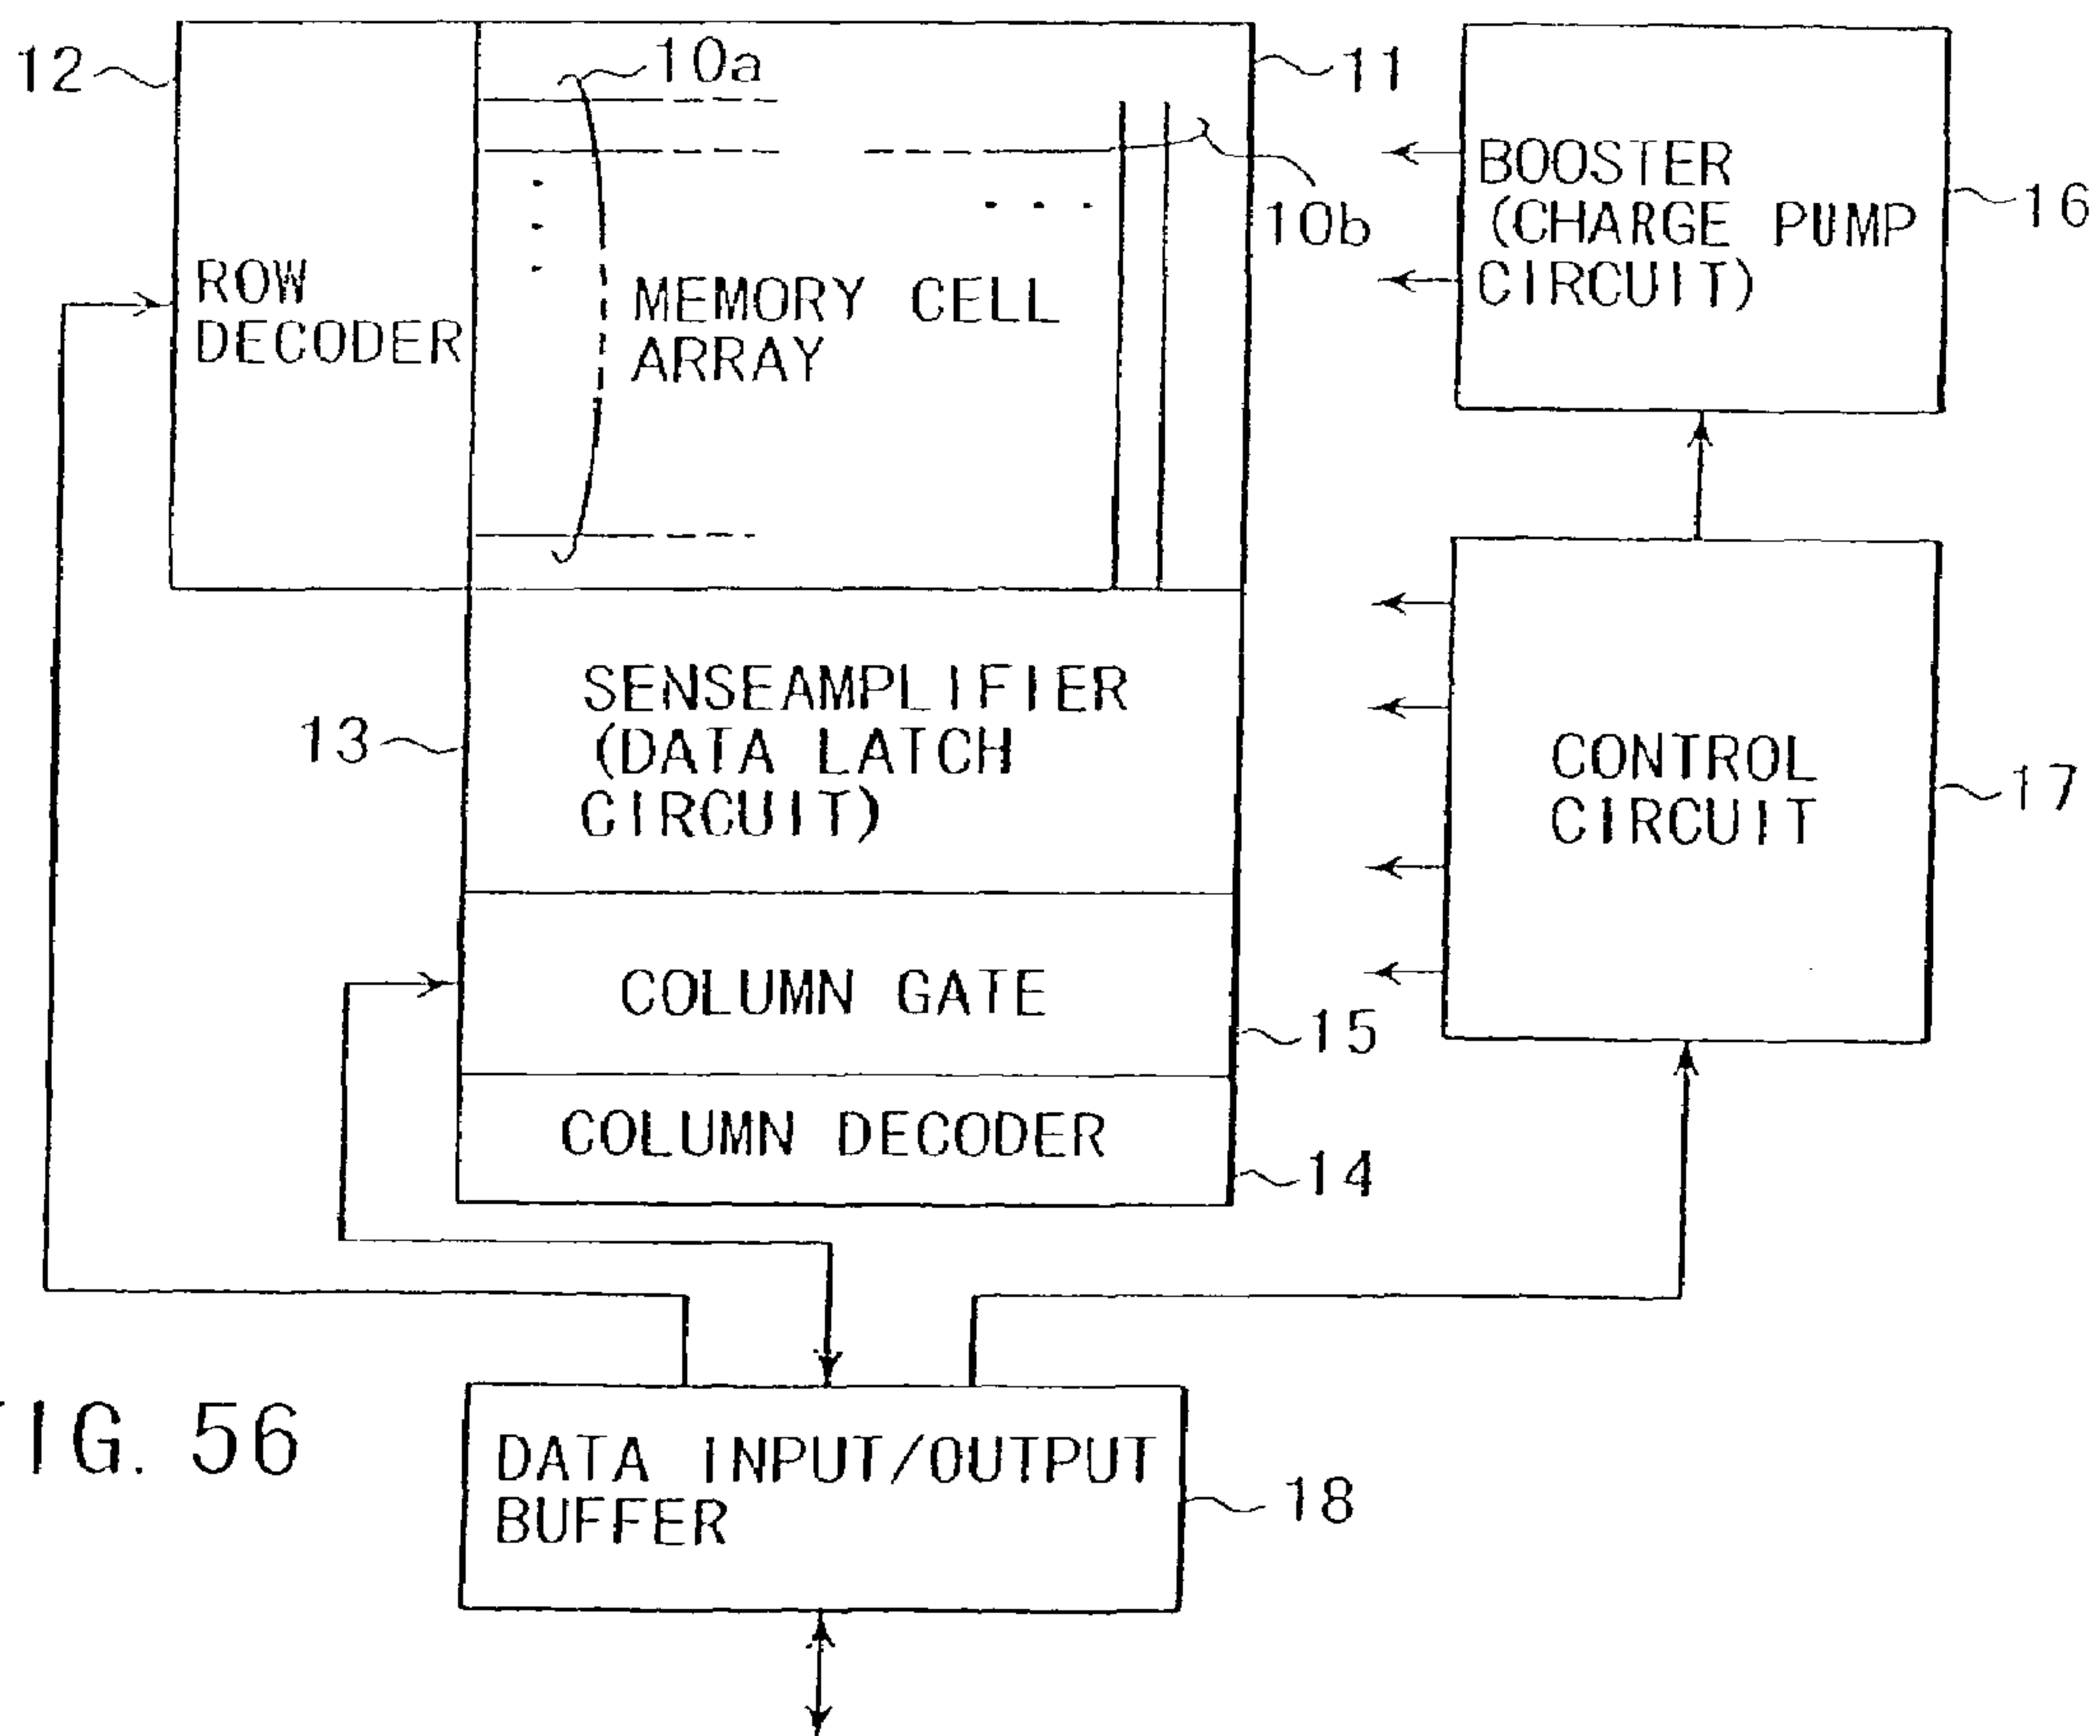 12
10a
11
BOOSTER
(CHARGE PUMP
CIRCUIT)
16
10b
ROW
DECODER
MEMORY CELL
ARRAY
SENSEAMPLIFIER
(DATA LATCH
CIRCUIT)
13
CONTROL
CIRCUIT
17
COLUMN GATE
15
COLUMN DECODER
14
IG. 56
DATA INPUT/OUTPUT
BUFFER
18